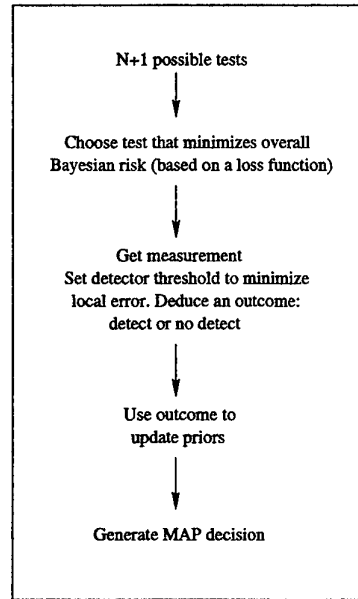 N+1 possible tests
Choose test that minimizes overall
Bayesian risk (based on a loss function)
Get measurement
Set detector threshold to minimize
local error. Deduce an outcome:
detect or no detect
Use outcome to
update priors
Generate MAP decision